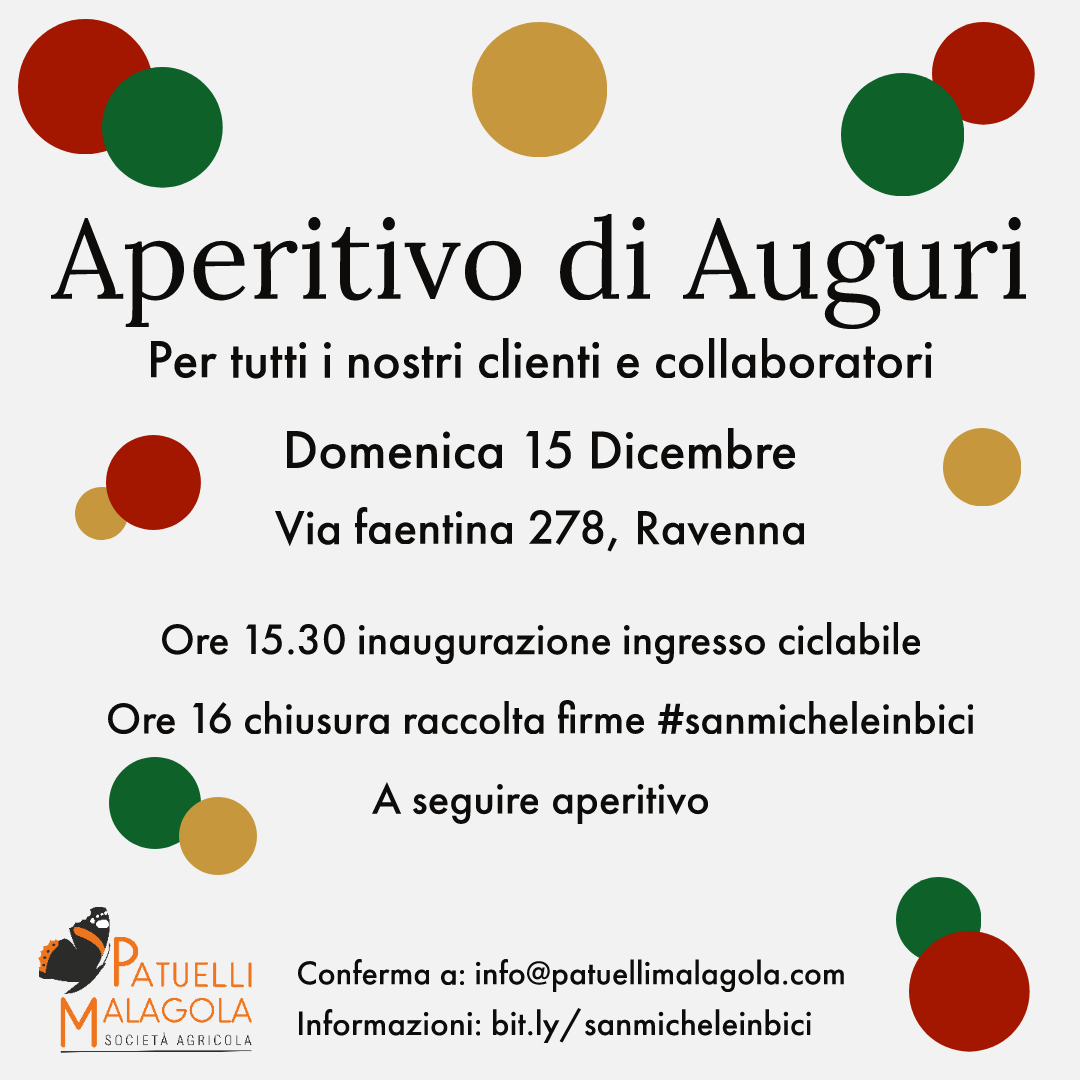 Aperitivo di Auguri
Per tutti i nostri clienti e collaboratori
Domenica 15 Dicembre
Via faentina 278, Ravenna
Ore 15.30 inaugurazione ingresso ciclabile
Ore 16 chiusura raccolta firme #sanmicheleinbici
A seguire aperitivo
PATUELLI
MALAGOLA
SOCIETÀ AGRICOLA
Conferma a: info@patuellimalagola.com
Informazioni: bit.ly/sanmicheleinbici